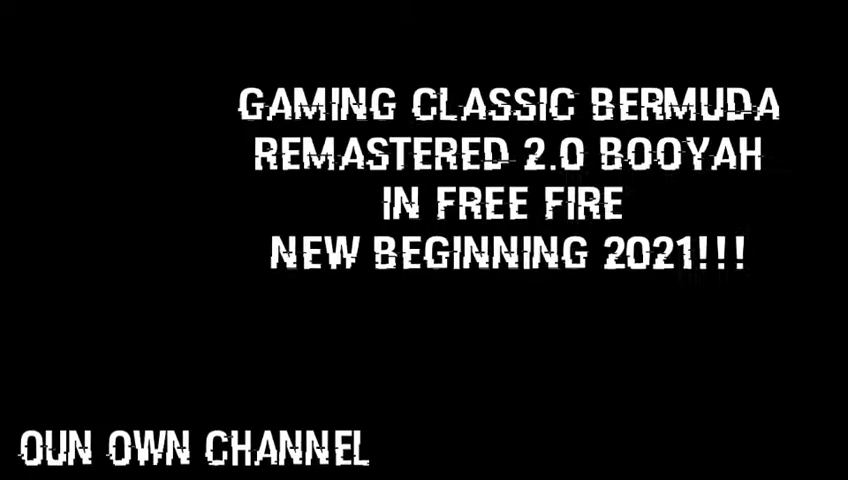 GAMING CLASSIC BERMUDA
REMASTERED 2.0 BOOYAH
IN FREE FIRE
NEW BEGINNING 2021!!!
OUN OWN CHANNEL